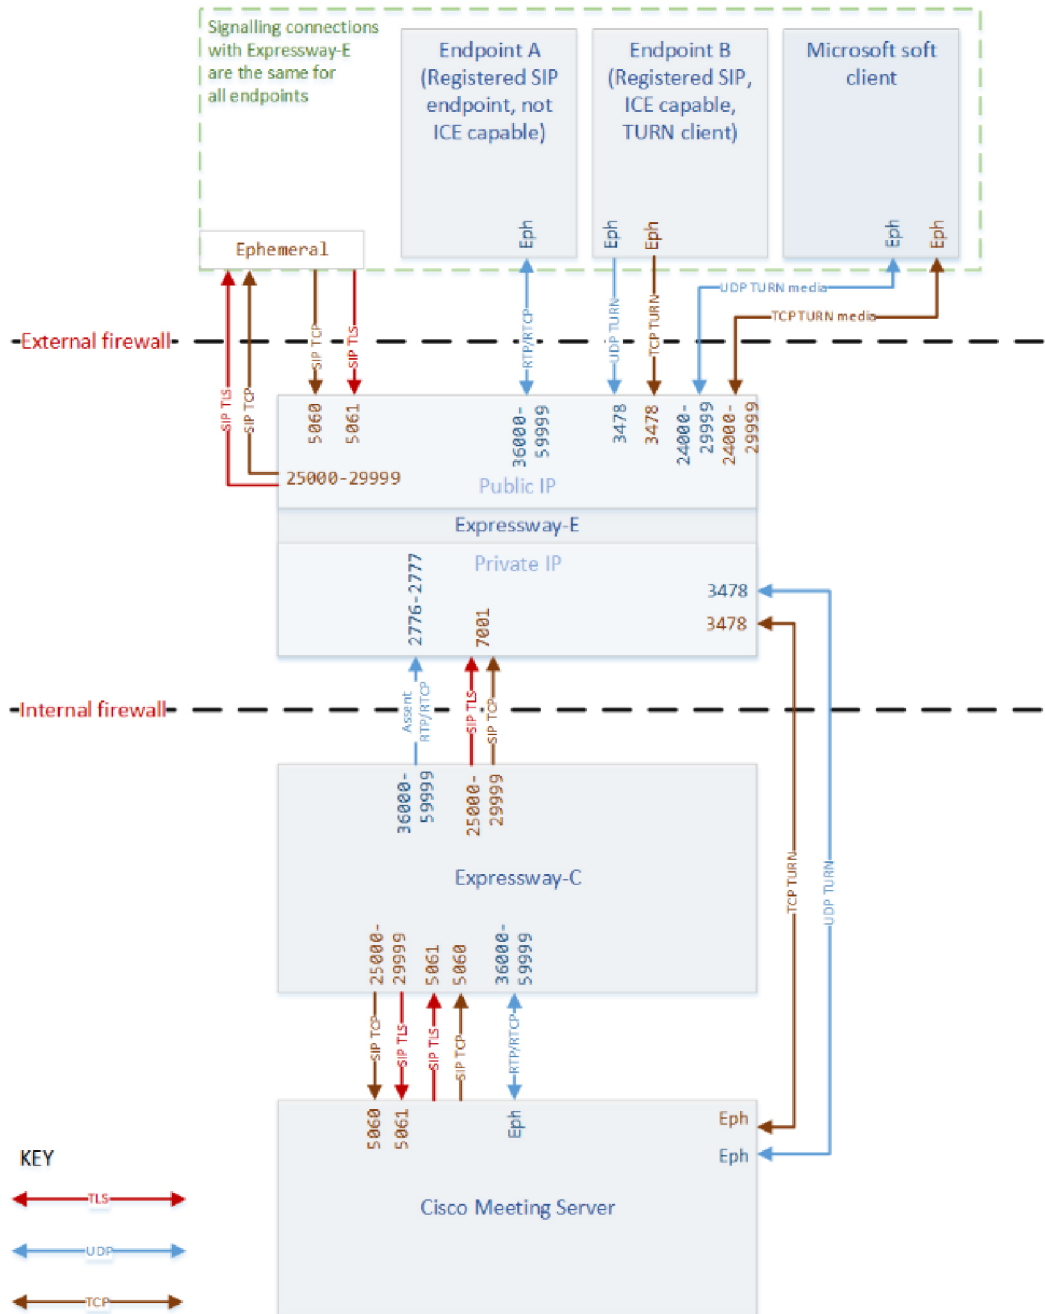 Signalling connections
with Expressway-E
are the same for
all endpoints
Endpoint A
(Registered SIP
endpoint, not
ICE capable)
Endpoint B
(Registered SIP,
ICE capable,
TURN client)
Microsoft soft
client
Ephemeral
Eph
Eph
Eph
Eph
Eph
UDP TURN media
TCP TURN media
External firewall
SIP TLS
SIP TCP
SIP TCP
SIP TLS
RTP/RTCP
UDP TURN
TCP TURN
5060
5061
36000-
59999
3478
3478
24000-
29999
24000-
29999
25000-29999
Public IP
Expressway-E
Private IP
2776-2777
7001
3478
3478
Internal firewall
Assent
RTP/RTCP
SIP TLS
SIP TCP
36000-
59999
25000-
29999
Expressway-C
TCP TURN
UDP TURN
25000-
29999
5061
5060
36000-
59999
SIP TCP
SIP TLS
SIP TLS
SIP TCP
RTP/RTCP
5060
5061
Eph
Eph
Eph
Cisco Meeting Server
KEY
TLS
UDP
TCP